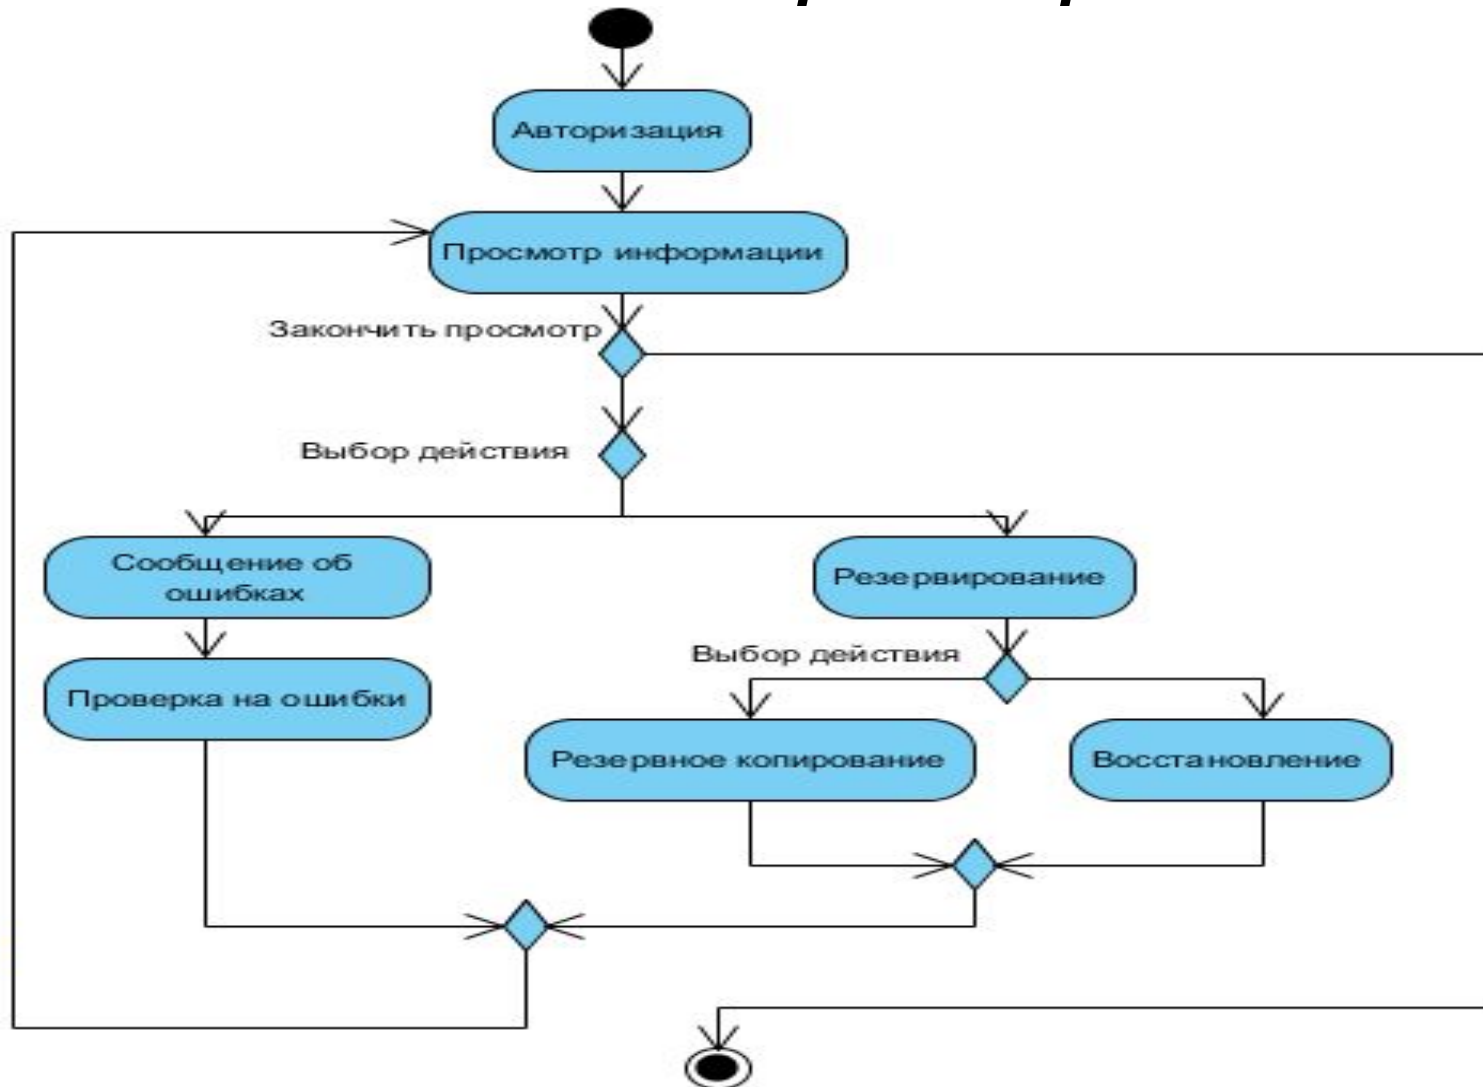 Авторизация
Просмотр информации
Закончить просмотр
Выбор действия
Сообщение об
ошибках
Резервирование
Выбор действия
Проверка на ошибки
Резервное копирование
Восстановление